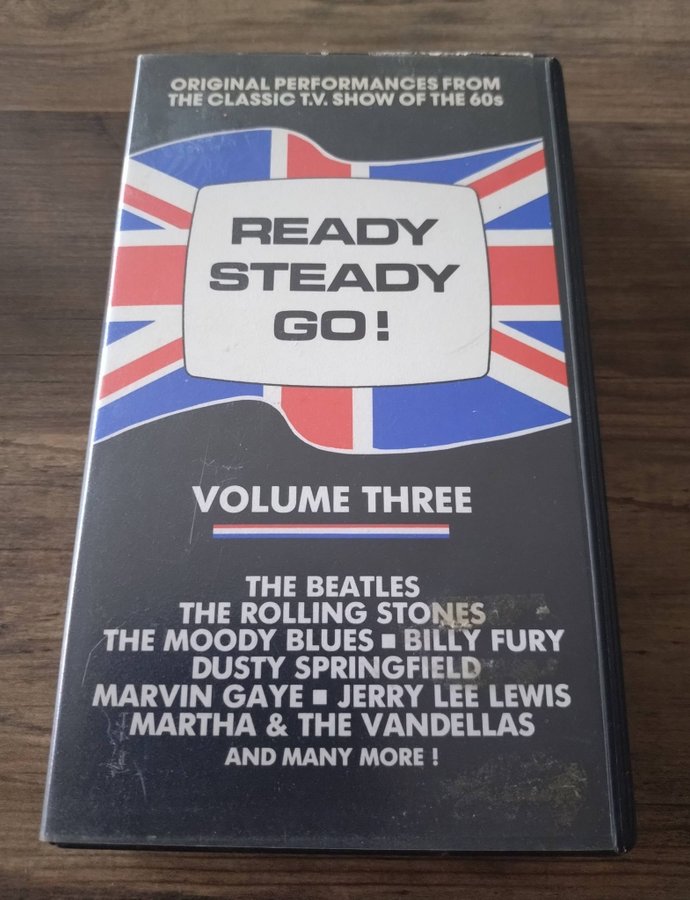 ORIGINAL PERFORMANCES FROM
THE CLASSIC T.V. SHOW OF THE 60s
READY
STEADY
GO!
VOLUME THREE
THE BEATLES
THE ROLLING STONES
THE MOODY BLUES ■ BILLY FURY
DUSTY SPRINGFIELD
MARVIN GAYE ■ JERRY LEE LEWIS
MARTHA & THE VANDELLAS
AND MANY MORE !